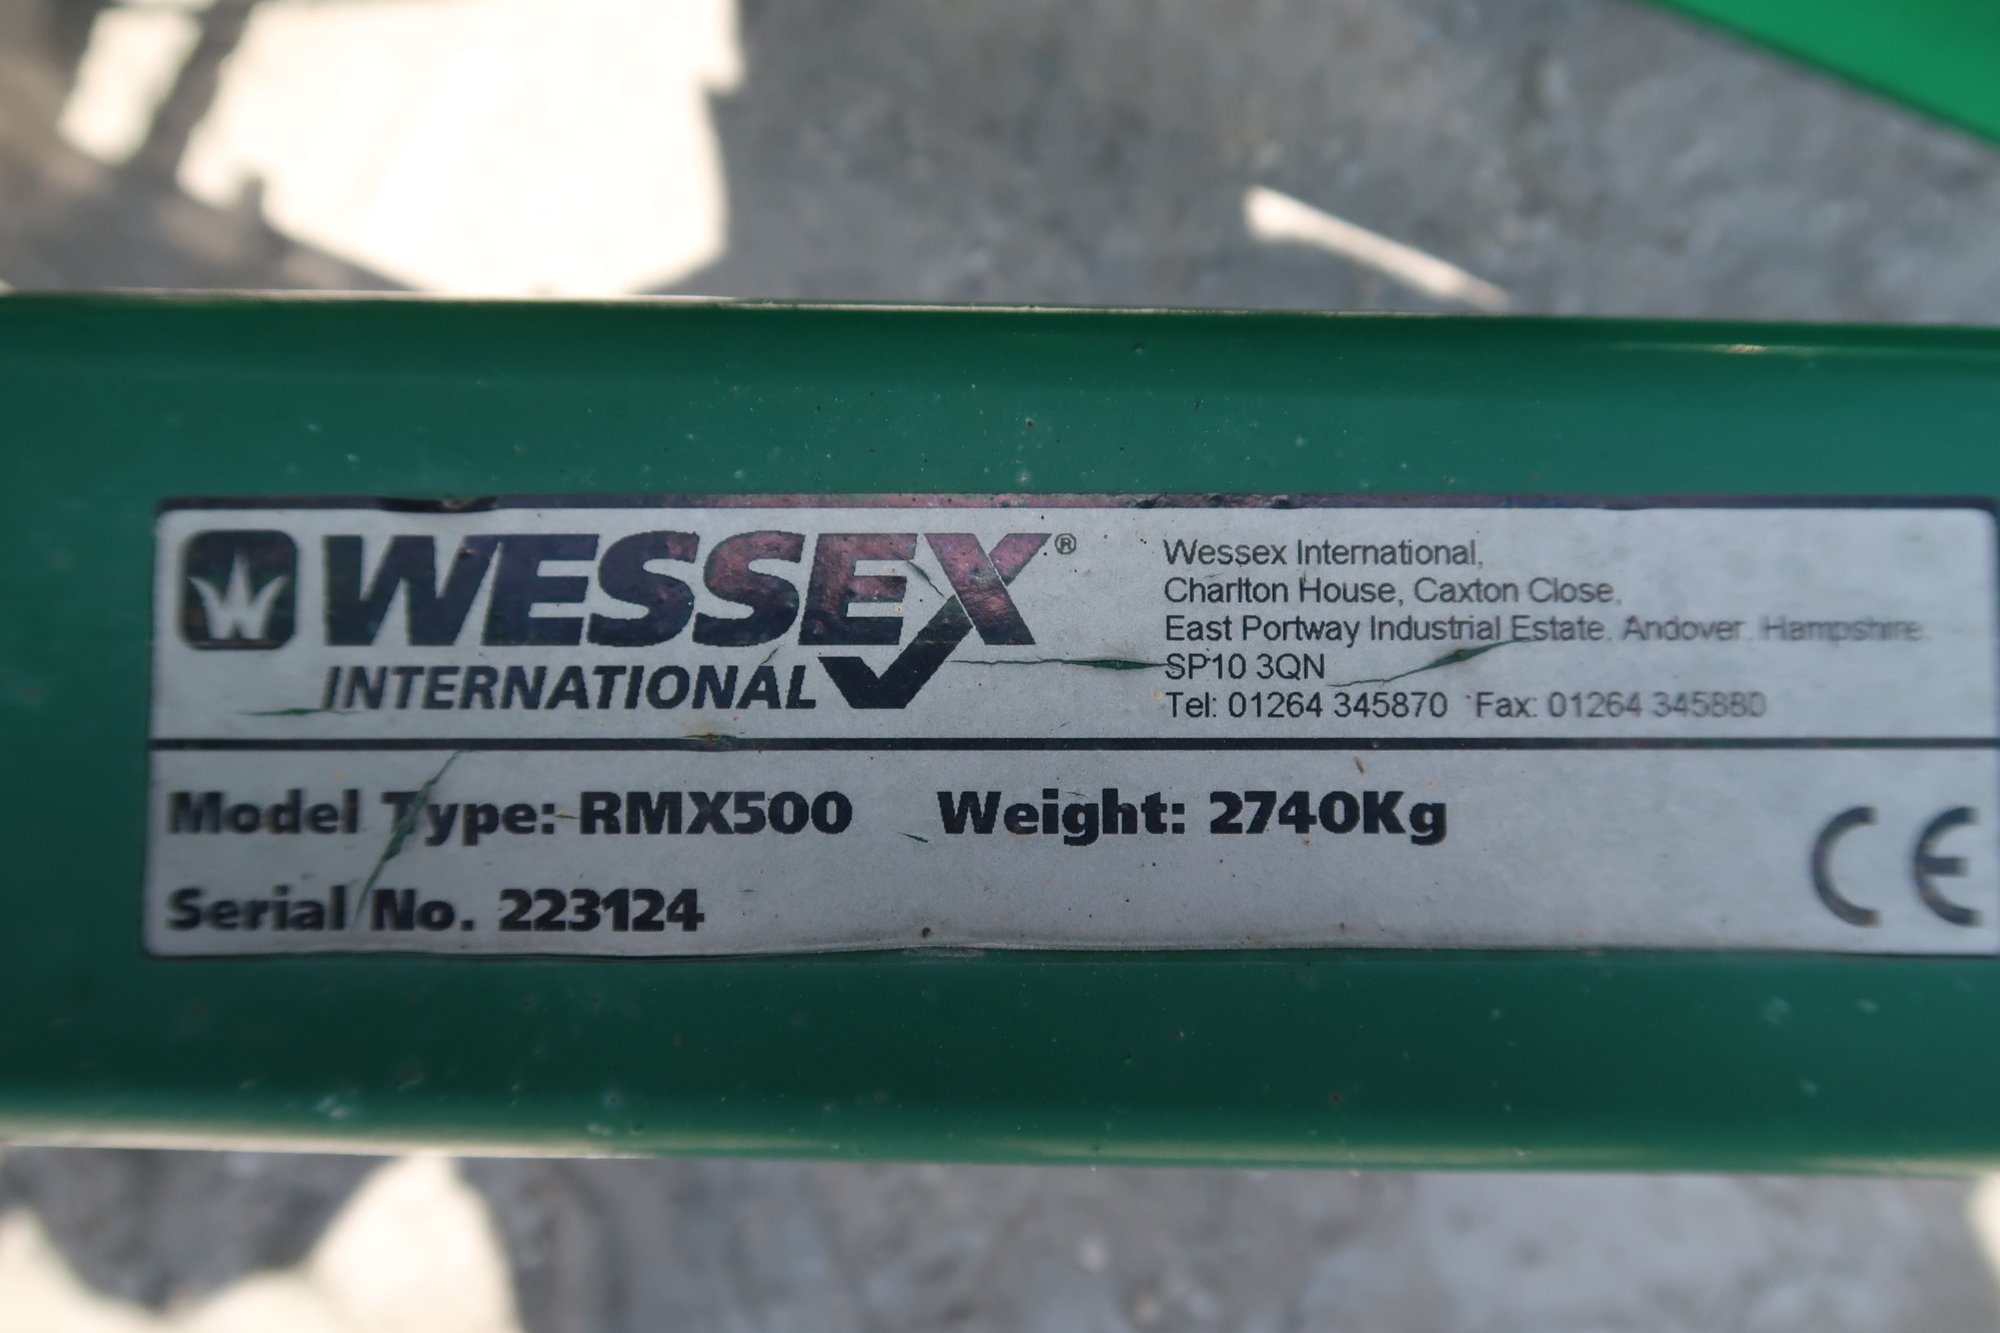 W WESSEX®
INTERNATIONAL
Wessex International,
Charlton House, Caxton Close,
East Portway Industrial Estate. Andover. Hampshire.
SP10 3QN
Tel: 01264 345870 Fax: 01264 345880
Model Type: RMX500 Weight: 2740Kg
Serial No. 223124
CE